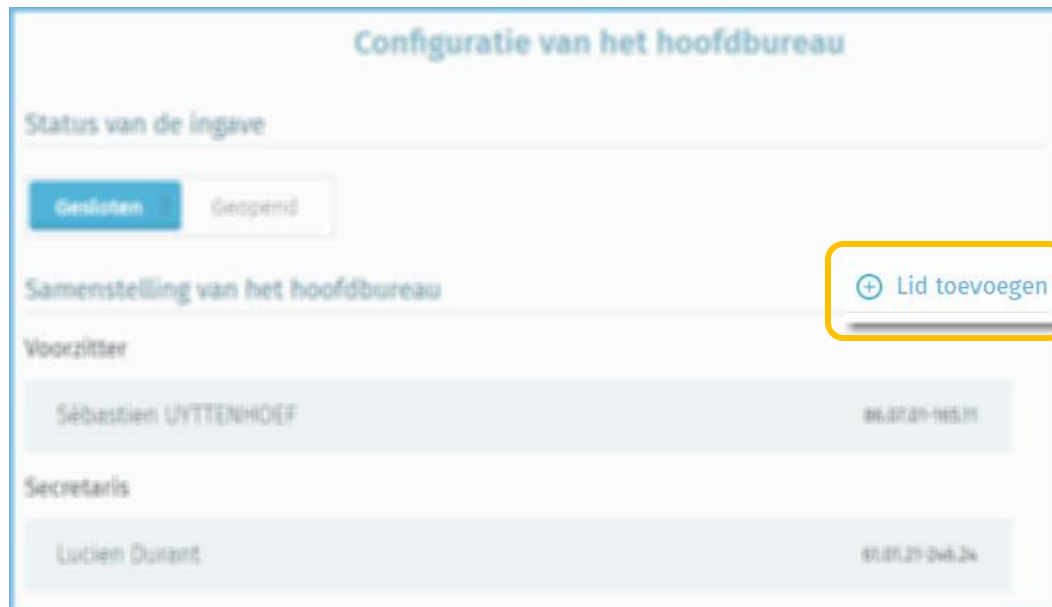 Configuratie van het hoofdbureau
Status van de ingave
Gesloten Geopend
Samenstelling van het hoofdbureau
Lid toevoegen
Voorzitter
Sébastien UYTTENHOEF
Secretaris
Lucien Durant